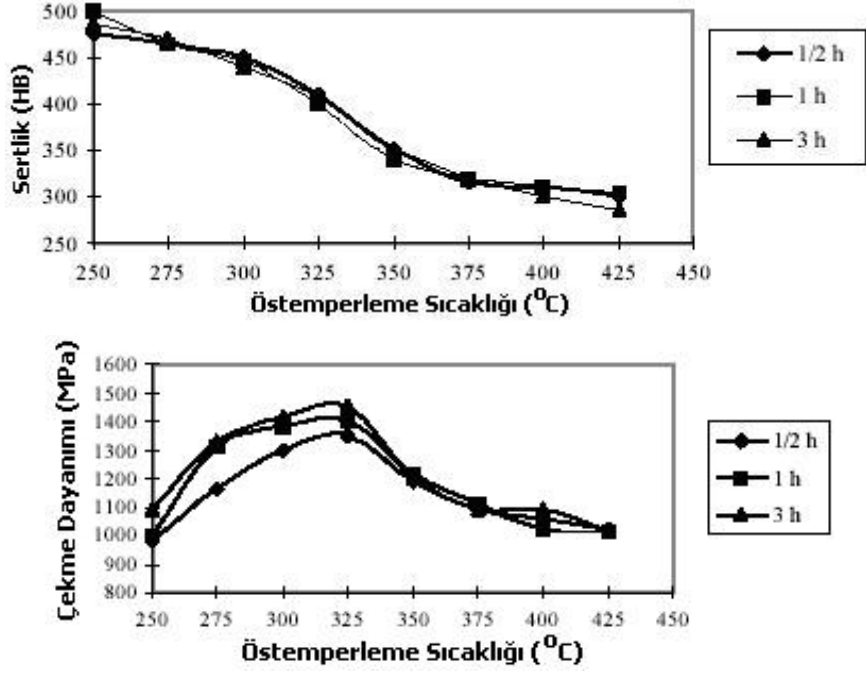 500
450
400
350
300
250
Sertlik (HB)
250 275 300 325 350 375 400 425 450
Östemperleme Sıcaklığı (⁰C)
1/2 h
1 h
3 h
1600
1500
1400
1300
1200
1100
1000
900
800
Çekme Dayanımı (MPa)
250 275 300 325 350 375 400 425 450
Östemperleme Sıcaklığı (⁰C)
1/2 h
1 h
3 h